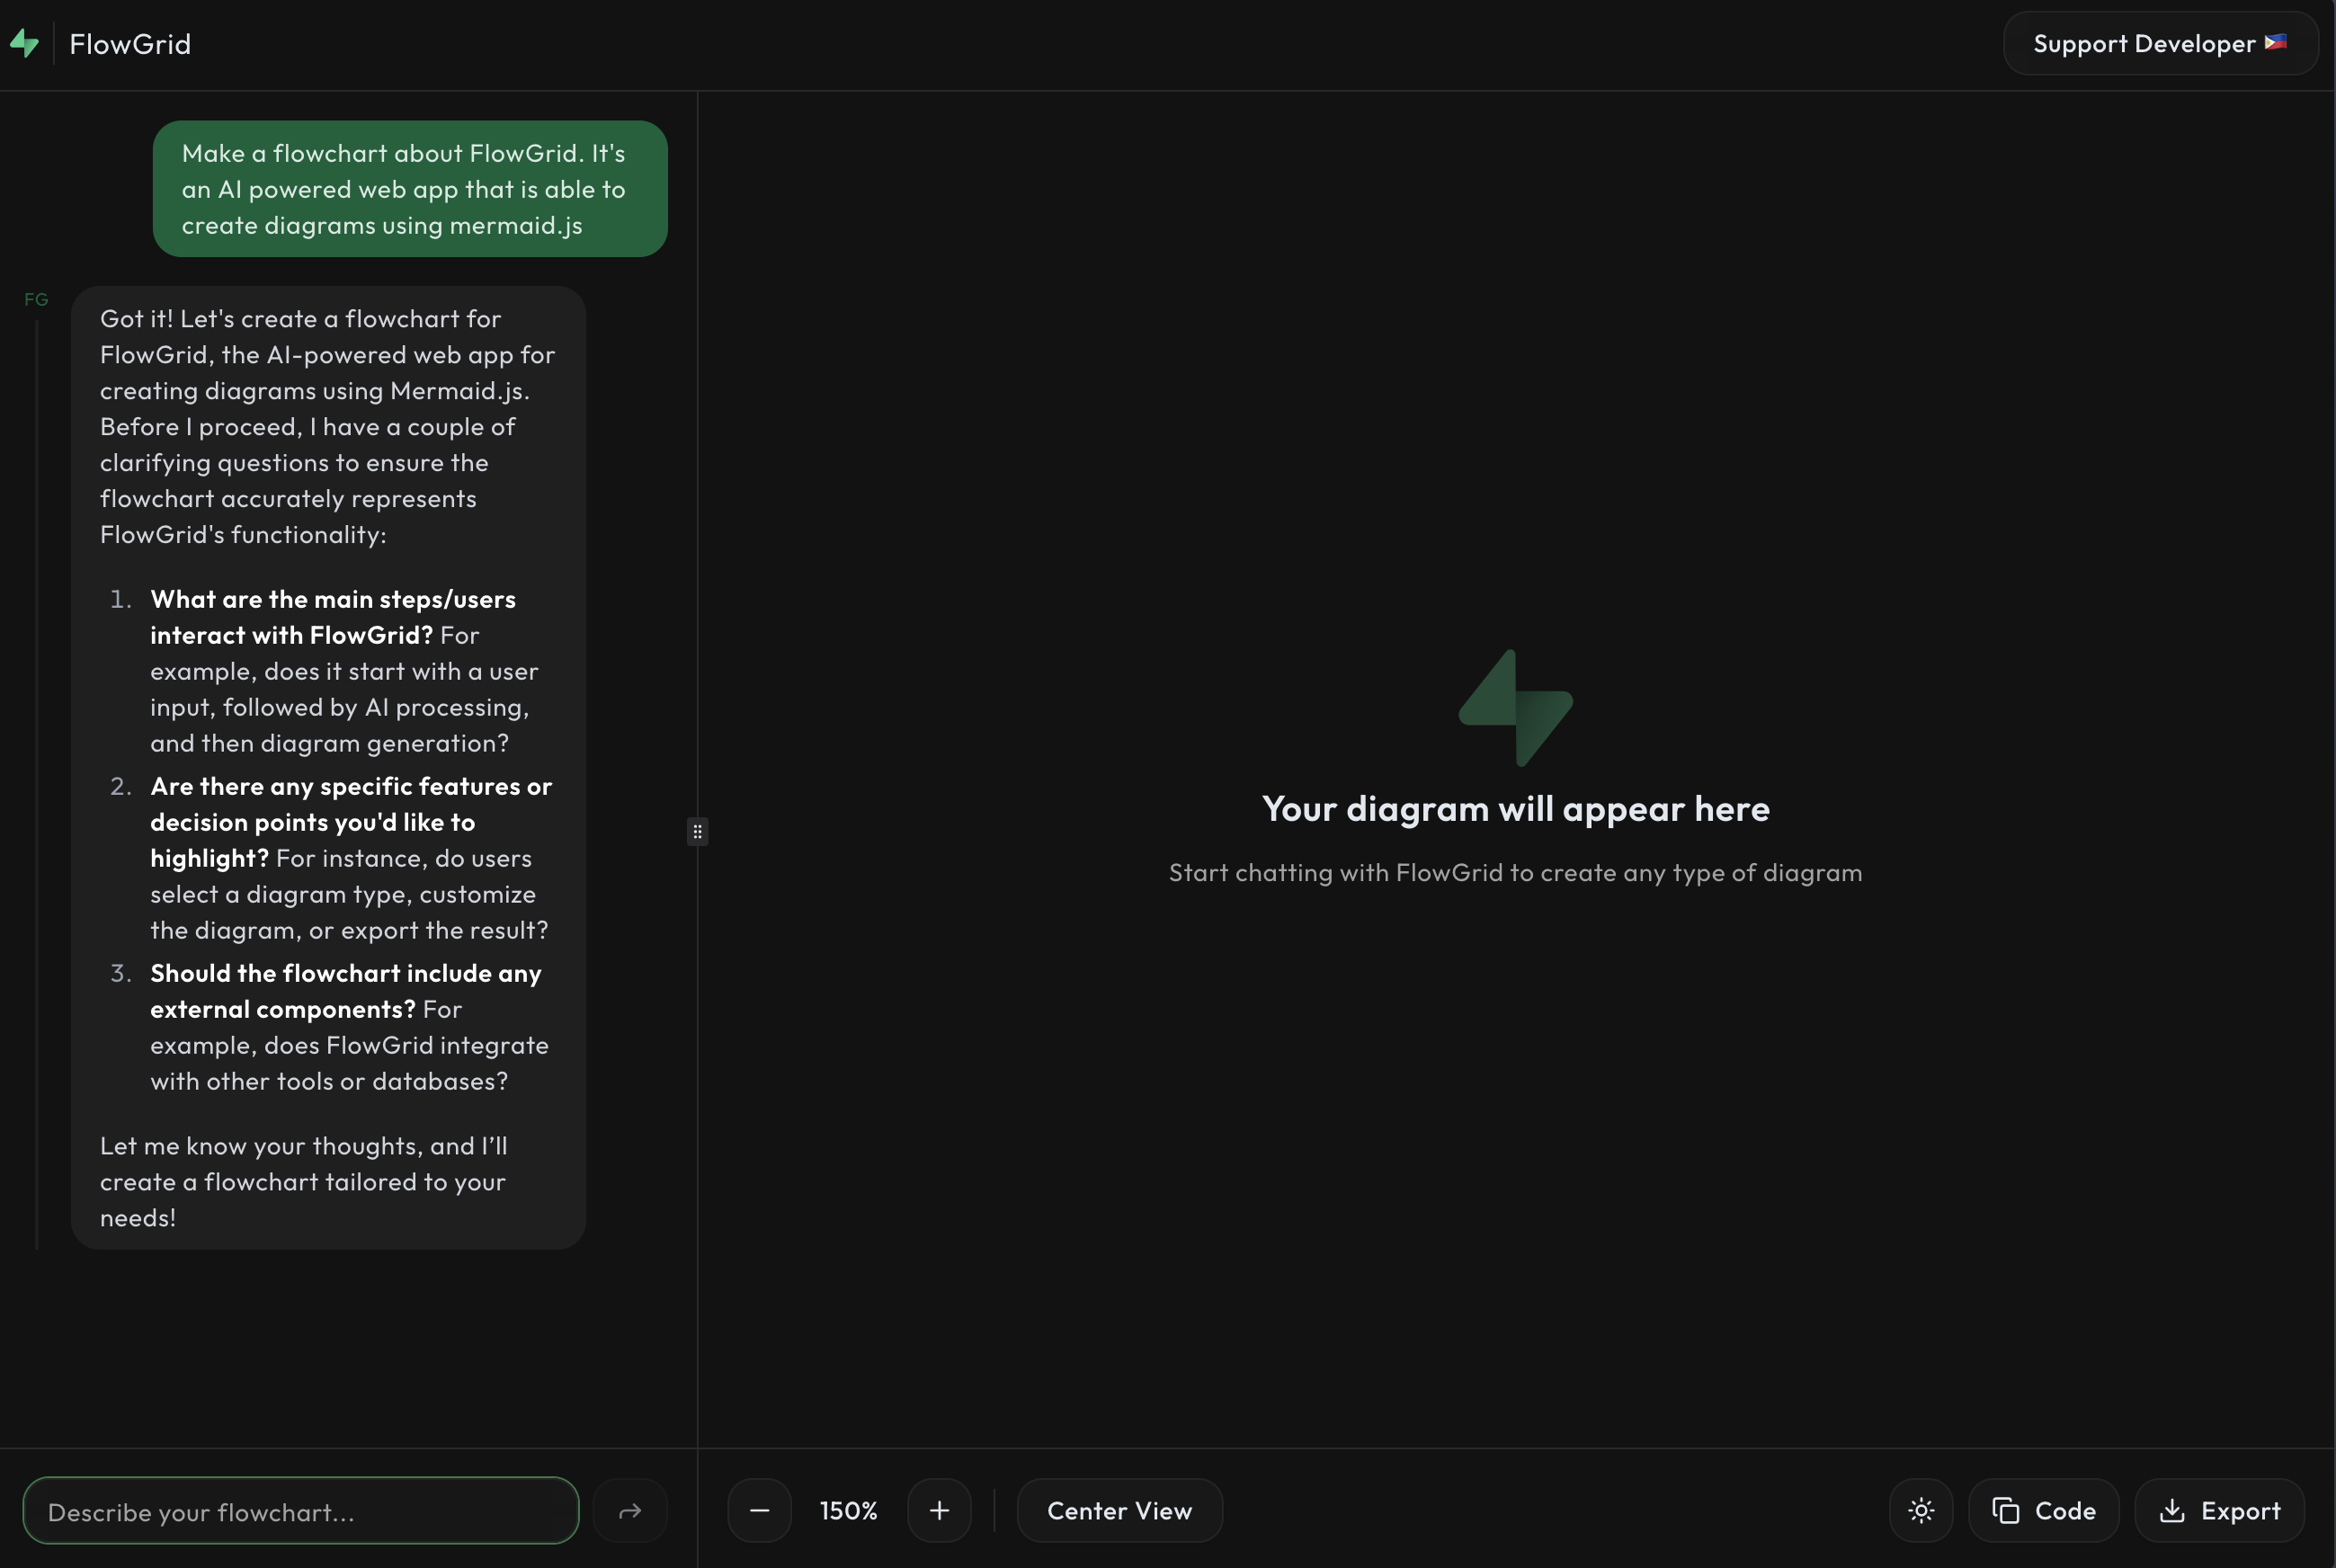 FlowGrid
Support Developer 🇵🇭
Make a flowchart about FlowGrid. It's
an AI powered web app that is able to
create diagrams using mermaid.js
FG
Got it! Let's create a flowchart for
FlowGrid, the AI-powered web app for
creating diagrams using Mermaid.js.
Before I proceed, I have a couple of
clarifying questions to ensure the
flowchart accurately represents
FlowGrid's functionality:
1. What are the main steps/users
interact with FlowGrid? For
example, does it start with a user
input, followed by AI processing,
and then diagram generation?
2. Are there any specific features or
decision points you'd like to
highlight? For instance, do users
select a diagram type, customize
the diagram, or export the result?
3. Should the flowchart include any
external components? For
example, does FlowGrid integrate
with other tools or databases?
Let me know your thoughts, and I’ll
create a flowchart tailored to your
needs!
Describe your flowchart...
Your diagram will appear here
Start chatting with FlowGrid to create any type of diagram
150%
Center View
Code
Export